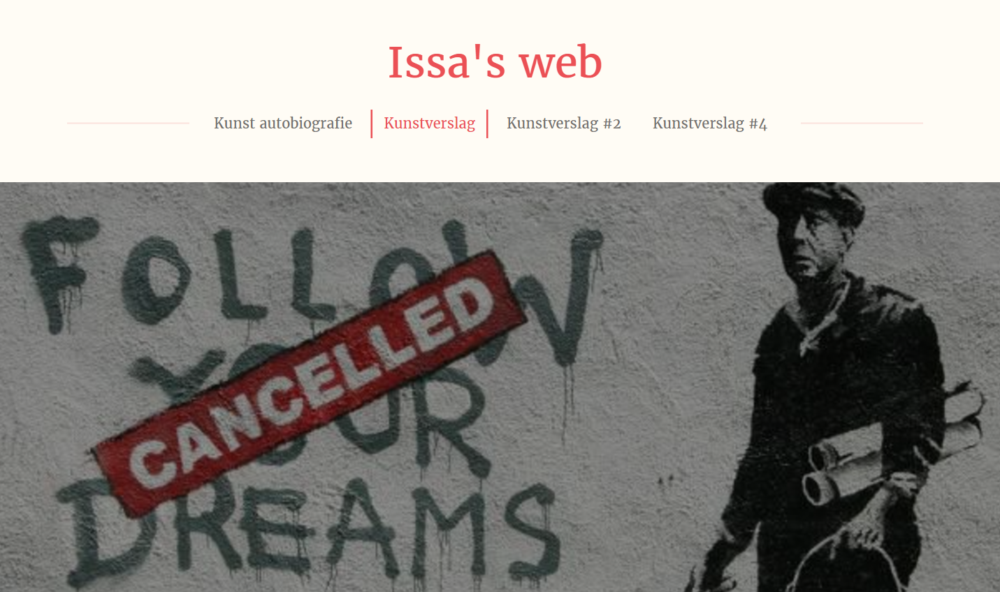 Issa's web
Kunst autobiografie Kunstverslag Kunstverslag #2 Kunstverslag #4
FOLLOW
YOUR
CANCELLED
DREAMS